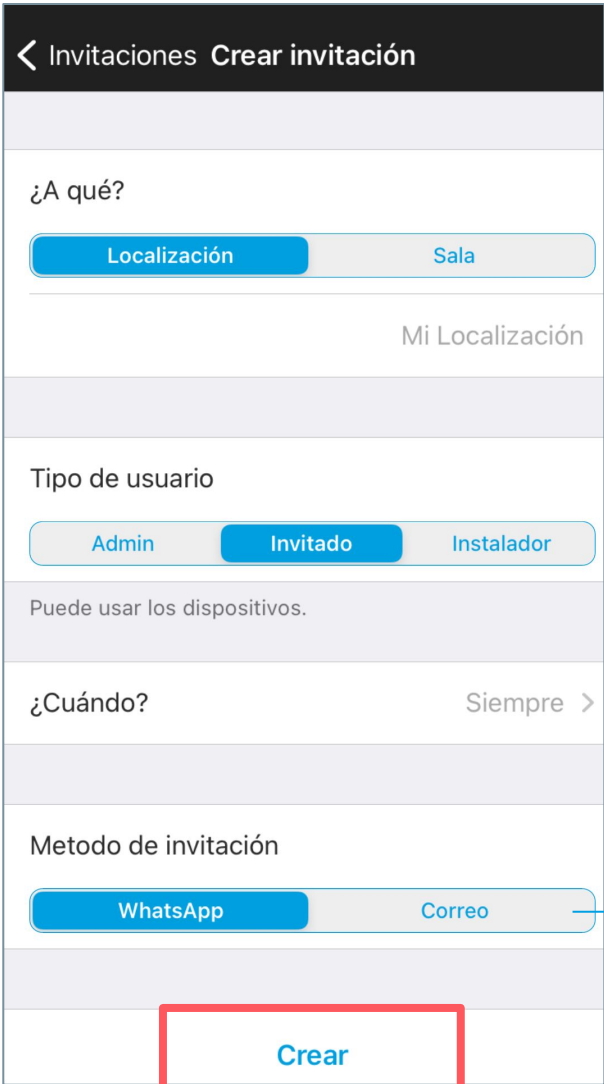 Invitaciones Crear invitación
¿A qué?
Localización Sala
Mi Localización
Tipo de usuario
Admin Invitado Instalador
Puede usar los dispositivos.
¿Cuándo? Siempre
Metodo de invitación
WhatsApp Correo
Crear